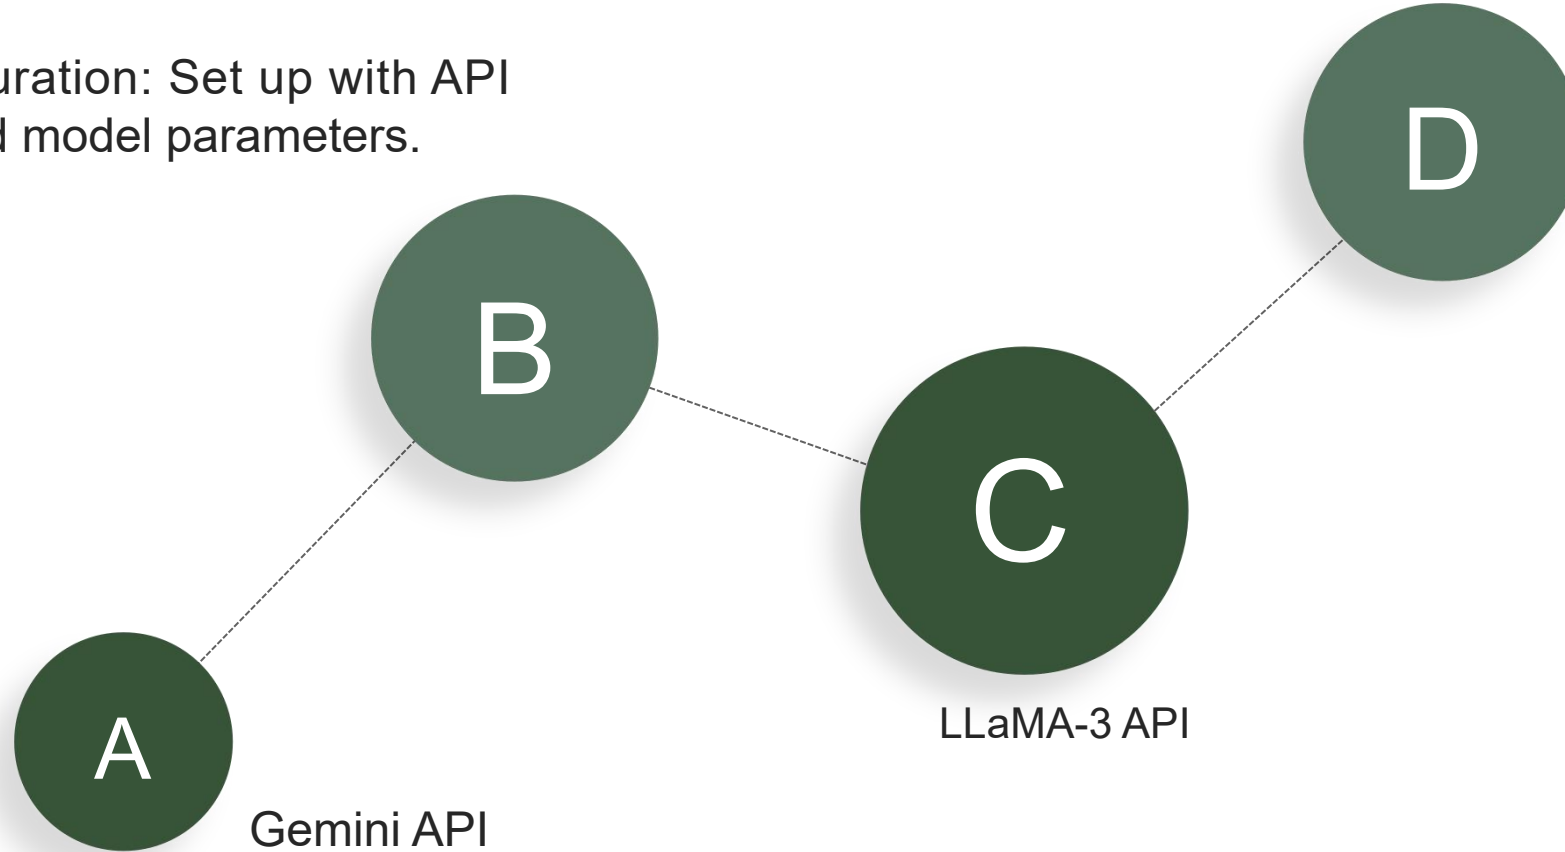 uration: Set up with API
model parameters.
D
B
C
LLaMA-3 API
A
Gemini API